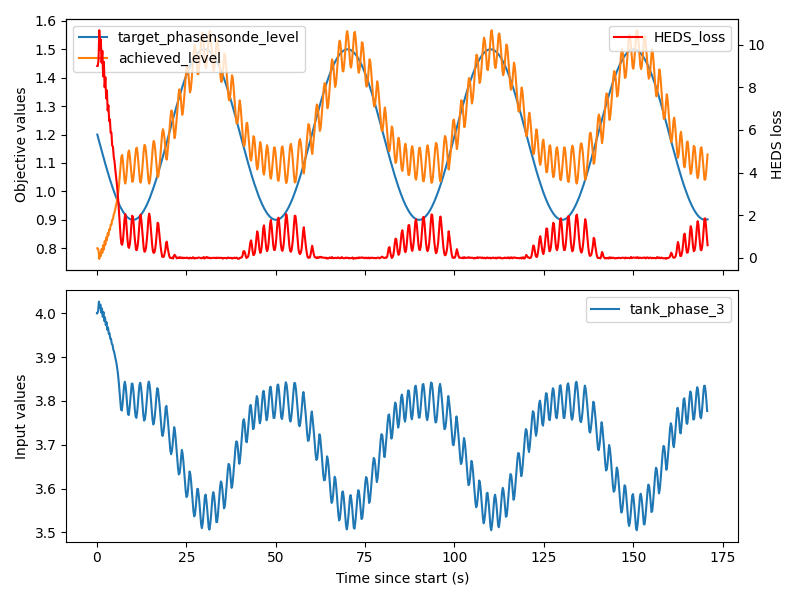 target_phasensonde_level
achieved_level
HEDS_loss
Objective values
1.6
1.5
1.4
1.3
1.2
1.1
1.0
0.9
0.8
10
8
6
4
2
0
HEDS loss
tank_phase_3
Input values
4.0
3.9
3.8
3.7
3.6
3.5
0 25 50 75 100 125 150 175
Time since start (s)